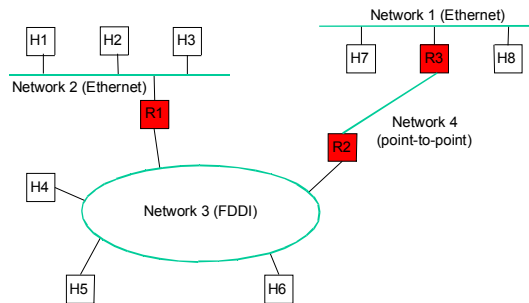 Network 1 (Ethernet)
H1
H2
H3
H7
R3
H8
Network 2 (Ethernet)
R1
Network 4
(point-to-point)
R2
H4
Network 3 (FDDI)
H5
H6